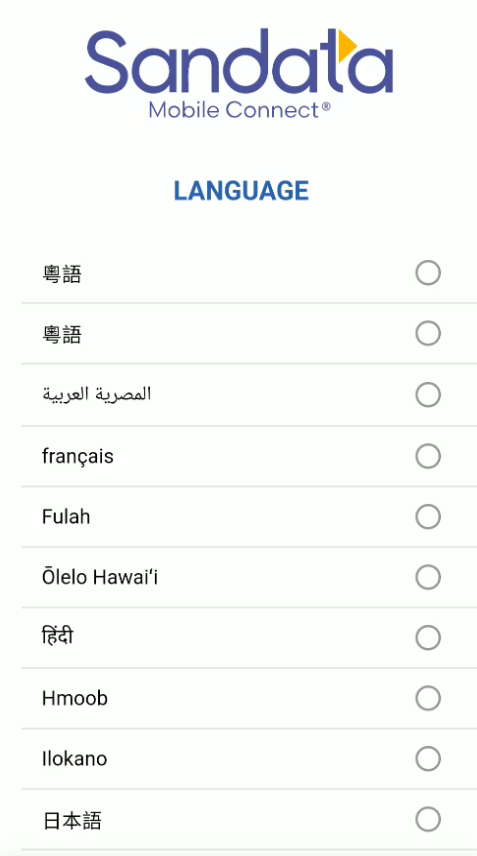 Sandata
Mobile Connect®
LANGUAGE
粵語
粵語
المصرية العربية
français
Fulah
Ōlelo Hawaiʻi
हिंदी
Hmoob
Ilokano
日本語